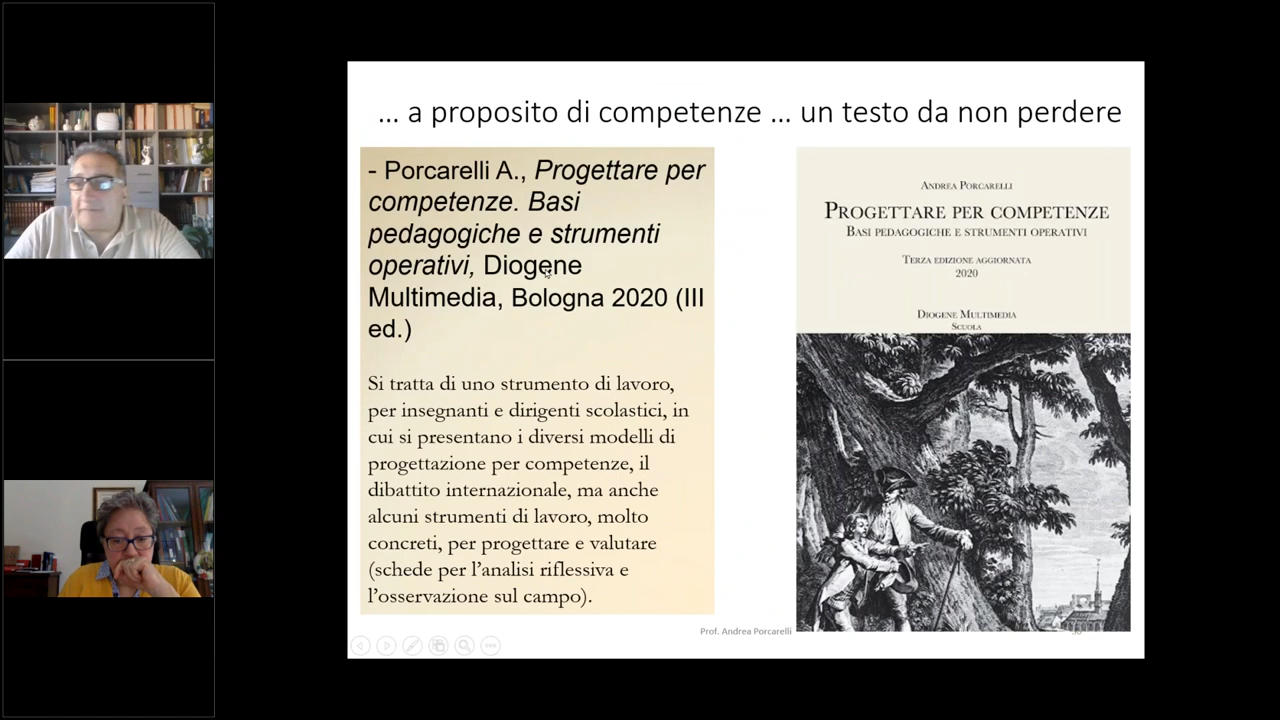 ... a proposito di competenze ... un testo da non perdere
- Porcarelli A., Progettare per
competenze. Basi
pedagogiche e strumenti
operativi, Diogene
Multimedia, Bologna 2020 (III
ed.)
Si tratta di uno strumento di lavoro,
per insegnanti e dirigenti scolastici, in
cui si presentano i diversi modelli di
progettazione per competenze, il
dibattito internazionale, ma anche
alcuni strumenti di lavoro, molto
concreti, per progettare e valutare
(schede per l’analisi riflessiva e
l’osservazione sul campo).
Andrea Porcarelli
Progettare per competenze
Basi pedagogiche e strumenti operativi
Terza edizione aggiornata
2020
Diogene Multimedia
Scuola
Prof. Andrea Porcarelli